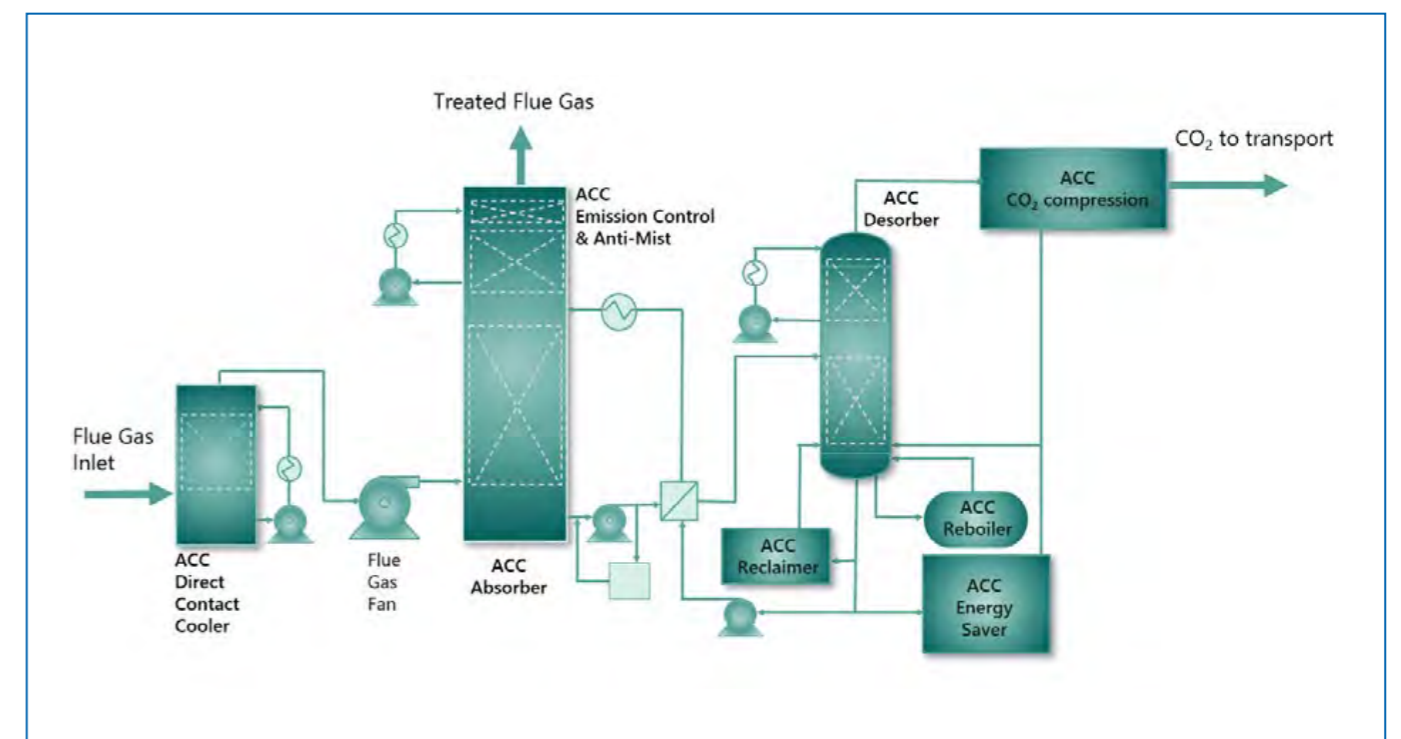 Treated Flue Gas
CO₂ to transport
ACC
CO₂ compression
ACC
Emission Control
& Anti-Mist
ACC
Desorber
Flue Gas
Inlet
ACC
Direct
Contact
Cooler
Flue
Gas
Fan
ACC
Absorber
ACC
Reclaimer
ACC
Reboiler
ACC
Energy
Saver